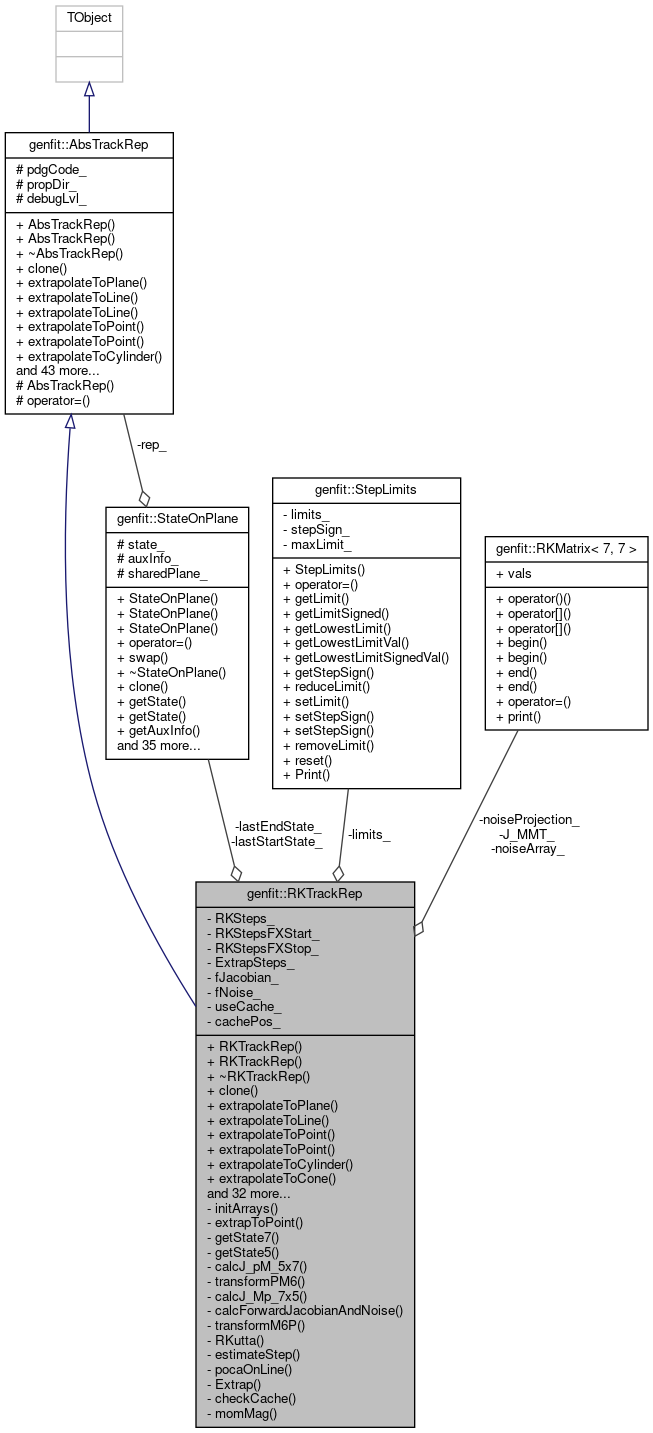 TObject
genfit::AbsTrackRep
# pdgCode_
# propDir_
# debugLvl_
+ AbsTrackRep()
+ AbsTrackRep()
+ ~AbsTrackRep()
+ clone()
+ extrapolateToPlane()
+ extrapolateToLine()
+ extrapolateToLine()
+ extrapolateToPoint()
+ extrapolateToPoint()
+ extrapolateToCylinder()
and 43 more...
# AbsTrackRep()
# operator=()
-rep_
genfit::StateOnPlane
# state_
# auxInfo_
# sharedPlane_
+ StateOnPlane()
+ StateOnPlane()
+ StateOnPlane()
+ operator=()
+ swap()
+ ~StateOnPlane()
+ clone()
+ getState()
+ getState()
+ getAuxInfo()
and 35 more...
genfit::StepLimits
- limits_
- stepSign_
- maxLimit_
+ StepLimits()
+ operator=()
+ getLimit()
+ getLimitSigned()
+ getLowestLimit()
+ getLowestLimitVal()
+ getLowestLimitSignedVal()
+ getStepSign()
+ reduceLimit()
+ setLimit()
+ setStepSign()
+ setStepSign()
+ removeLimit()
+ reset()
+ Print()
genfit::RKMatrix< 7, 7 >
+ vals
+ operator()()
+ operator[]()
+ operator[]()
+ begin()
+ begin()
+ end()
+ end()
+ operator=()
+ print()
-lastEndState_
-lastStartState_
-limits_
-noiseProjection_
-J_MMT_
-noiseArray_
genfit::RKTrackRep
- RKSteps_
- RKStepsFXStart_
- RKStepsFXStop_
- ExtrapSteps_
- fJacobian_
- fNoise_
- useCache_
- cachePos_
+ RKTrackRep()
+ RKTrackRep()
+ ~RKTrackRep()
+ clone()
+ extrapolateToPlane()
+ extrapolateToLine()
+ extrapolateToPoint()
+ extrapolateToPoint()
+ extrapolateToCylinder()
+ extrapolateToCone()
and 32 more...
- initArrays()
- extrapToPoint()
- getState7()
- getState5()
- calcJ_pM_5x7()
- transformPM6()
- calcJ_Mp_7x5()
- calcForwardJacobianAndNoise()
- transformM6P()
- RKutta()
- estimateStep()
- pocaOnLine()
- Extrap()
- checkCache()
- momMag()